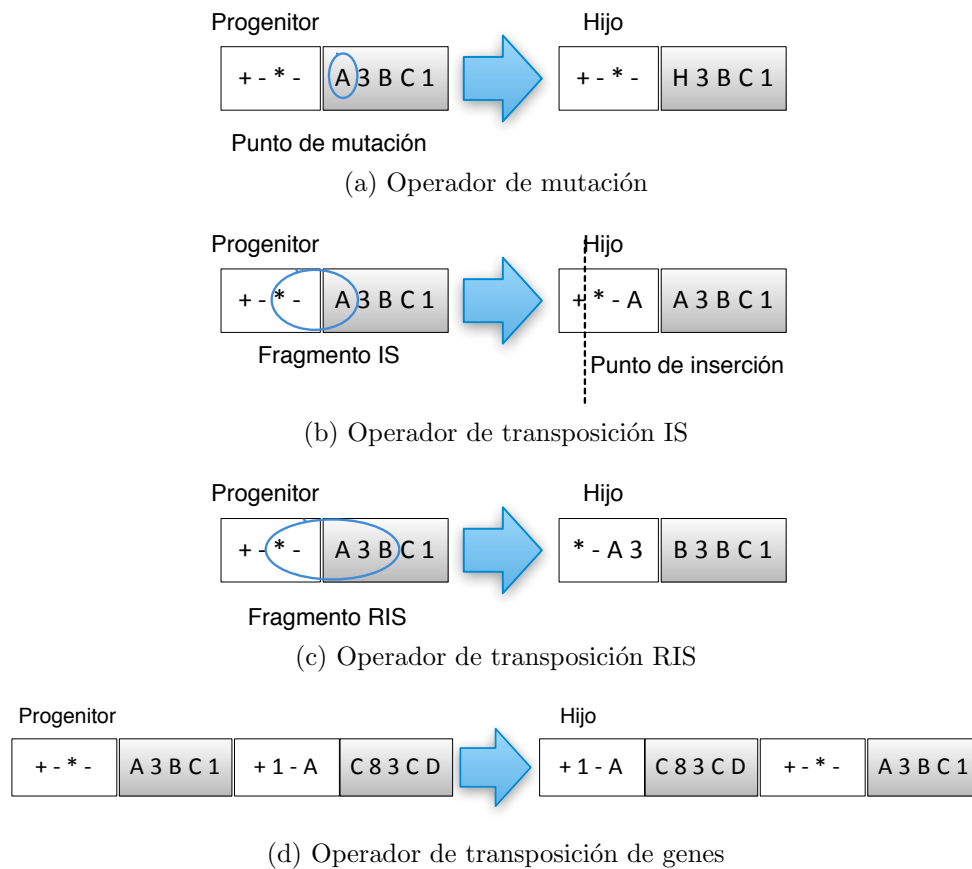 Progenitor Hijo
+ - * - A 3 B C 1 + - * - H 3 B C 1
Punto de mutación
(a) Operador de mutación
Progenitor Hijo
+ - * - A 3 B C 1 + * - A A 3 B C 1
Fragmento IS Punto de inserción
(b) Operador de transposición IS
Progenitor Hijo
+ - * - A 3 B C 1 * - A 3 B 3 B C 1
Fragmento RIS
(c) Operador de transposición RIS
Progenitor Hijo
+ - * - A 3 B C 1 + 1 - A C 8 3 C D + 1 - A C 8 3 C D + - * - A 3 B C 1
(d) Operador de transposición de genes